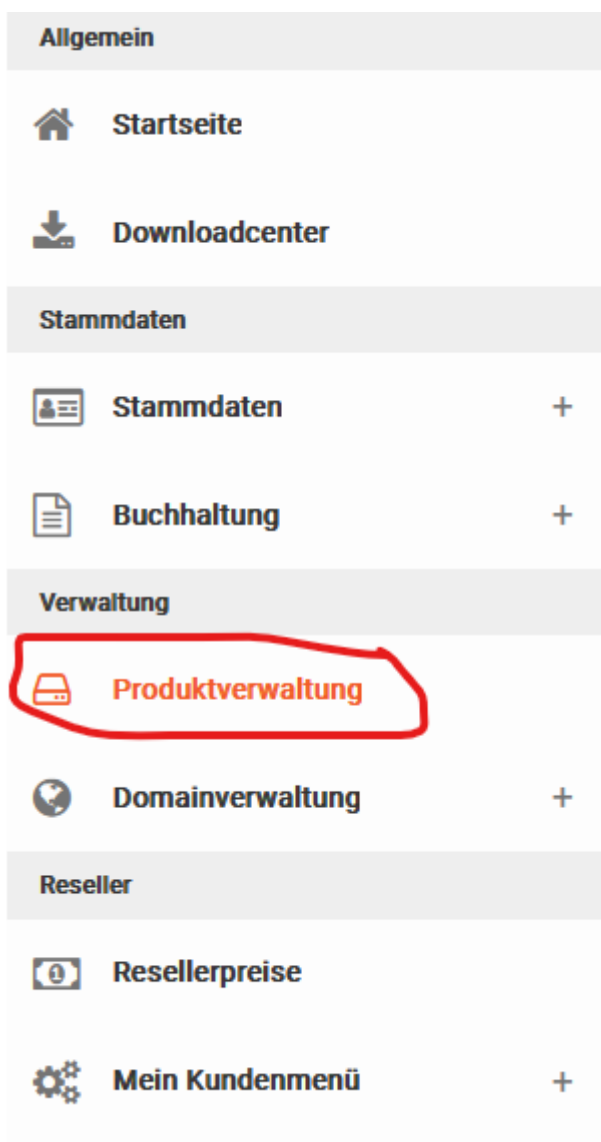 Allgemein
Startseite
Downloadcenter
Stammdaten
Stammdaten +
Buchhaltung +
Verwaltung
Produktverwaltung
Domainverwaltung +
Reseller
Resellerpreise
Mein Kundenmenü +